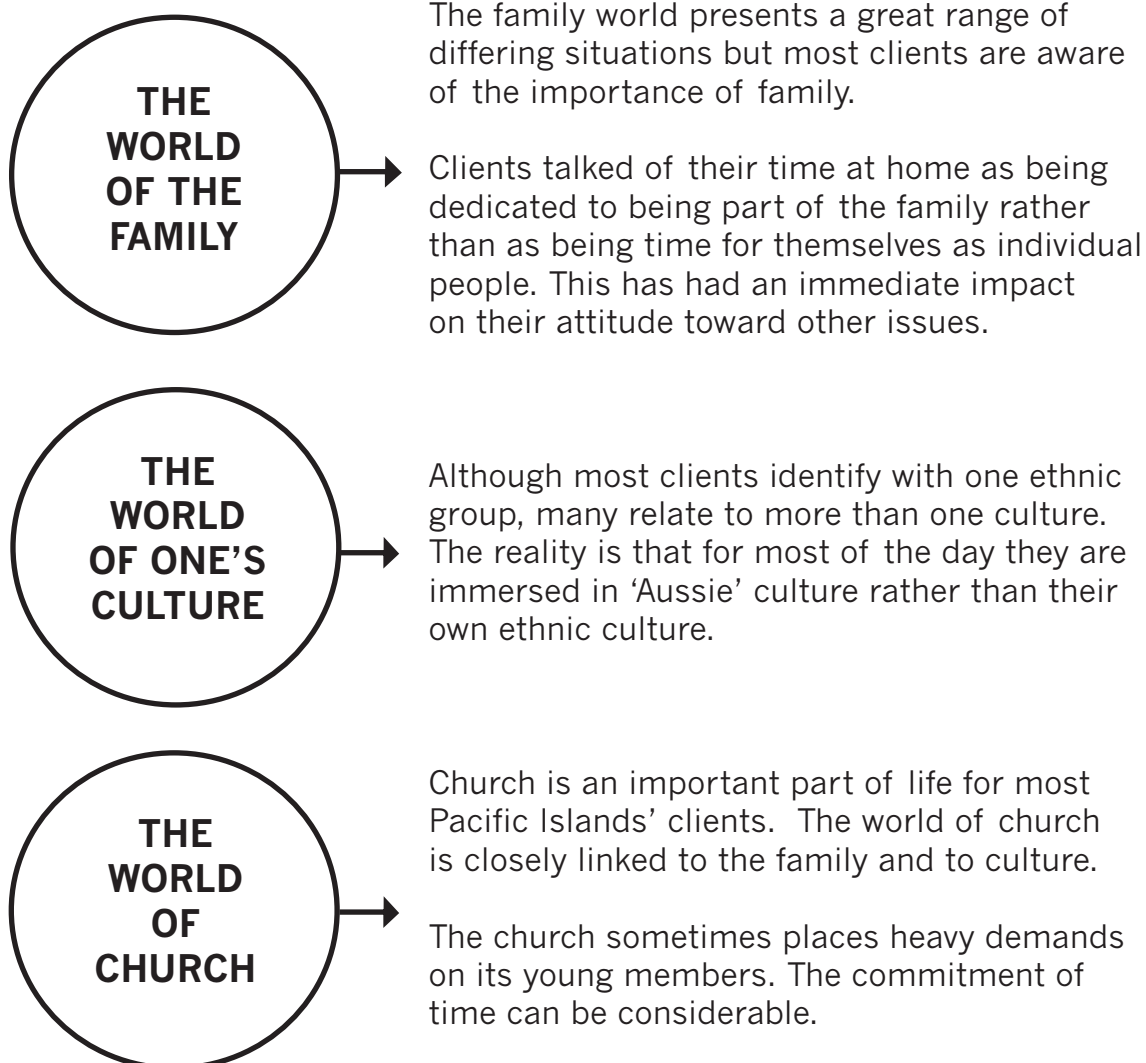 THE
WORLD
OF THE
FAMILY
The family world presents a great range of
differing situations but most clients are aware
of the importance of family.
Clients talked of their time at home as being
dedicated to being part of the family rather
than as being time for themselves as individual
people. This has had an immediate impact
on their attitude toward other issues.
THE
WORLD
OF ONE’S
CULTURE
Although most clients identify with one ethnic
group, many relate to more than one culture.
The reality is that for most of the day they are
immersed in ‘Aussie’ culture rather than their
own ethnic culture.
THE
WORLD
OF
CHURCH
Church is an important part of life for most
Pacific Islands’ clients. The world of church
is closely linked to the family and to culture.
The church sometimes places heavy demands
on its young members. The commitment of
time can be considerable.